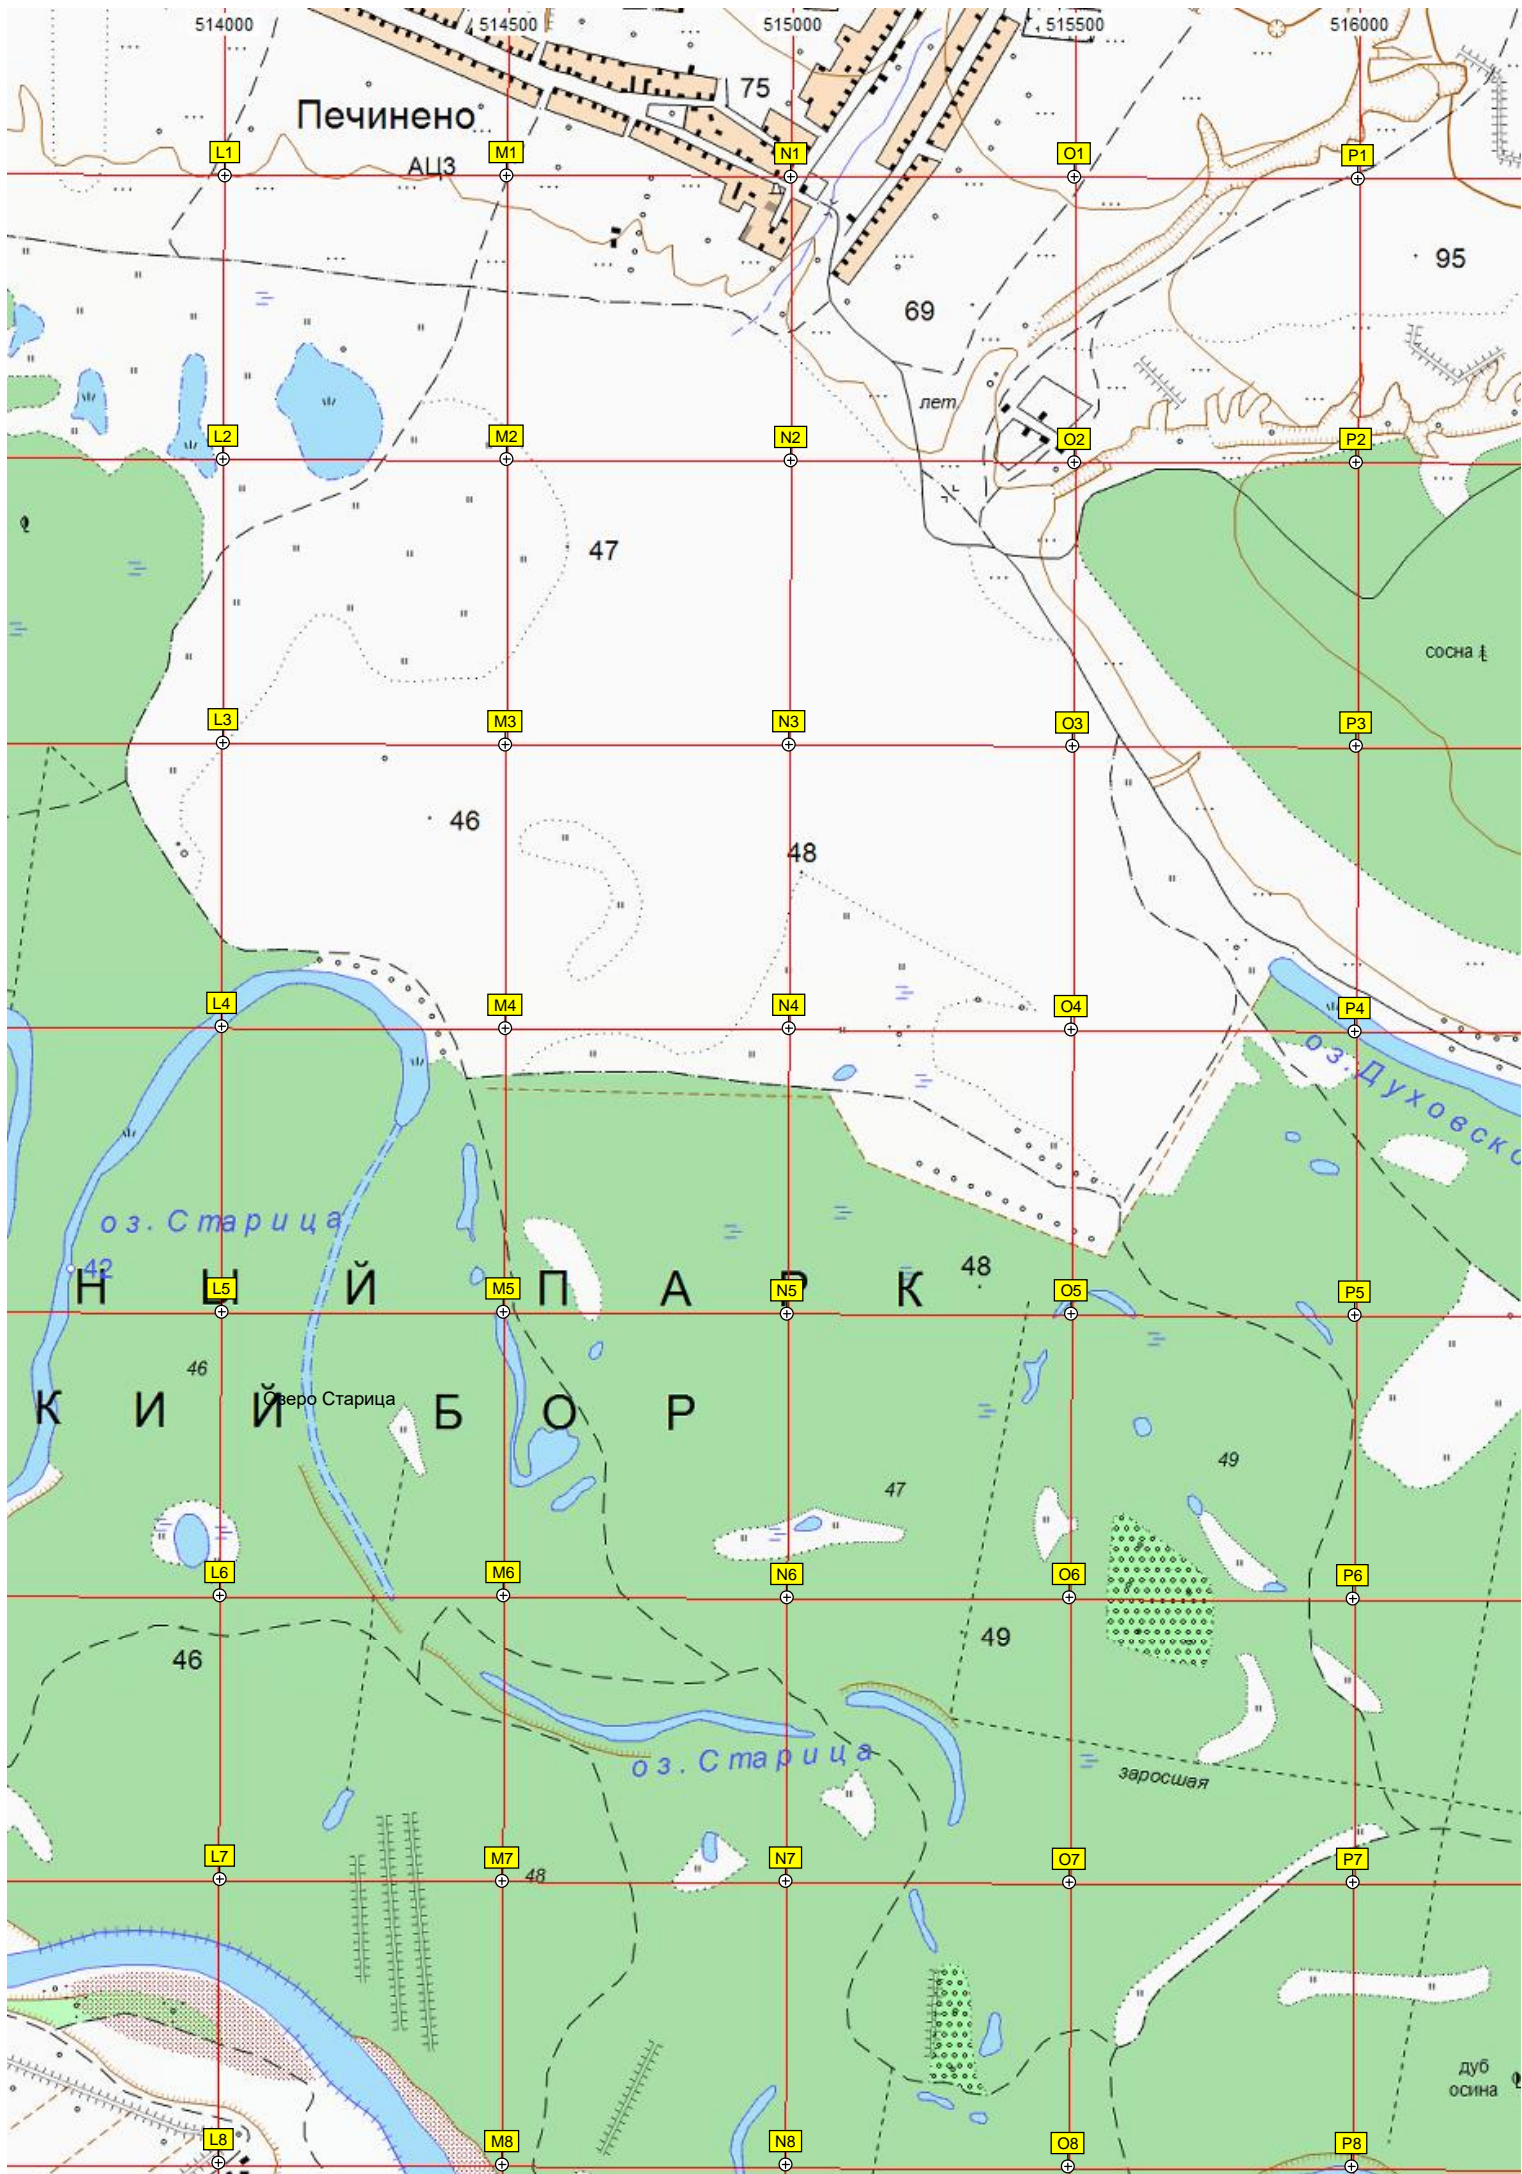 514000 514500 515000 515500 516000
75
Печинено
АЦЗ
L1 M1 N1 O1 P1
95
69
лет.
L2 M2 N2 O2 P2
47
сосна
L3 M3 N3 O3 P3
46
48
L4 M4 N4 O4 P4
оз. Духовско
оз. Старица
42
48
Н Ы Й П А Р К
L5 M5 N5 O5 P5
46
Озеро Старица
К И Й Б О Р
49
47
L6 M6 N6 O6 P6
49
46
оз. Старица
заросшая
L7 M7 N7 O7 P7
48
дуб
осина
L8 M8 N8 O8 P8